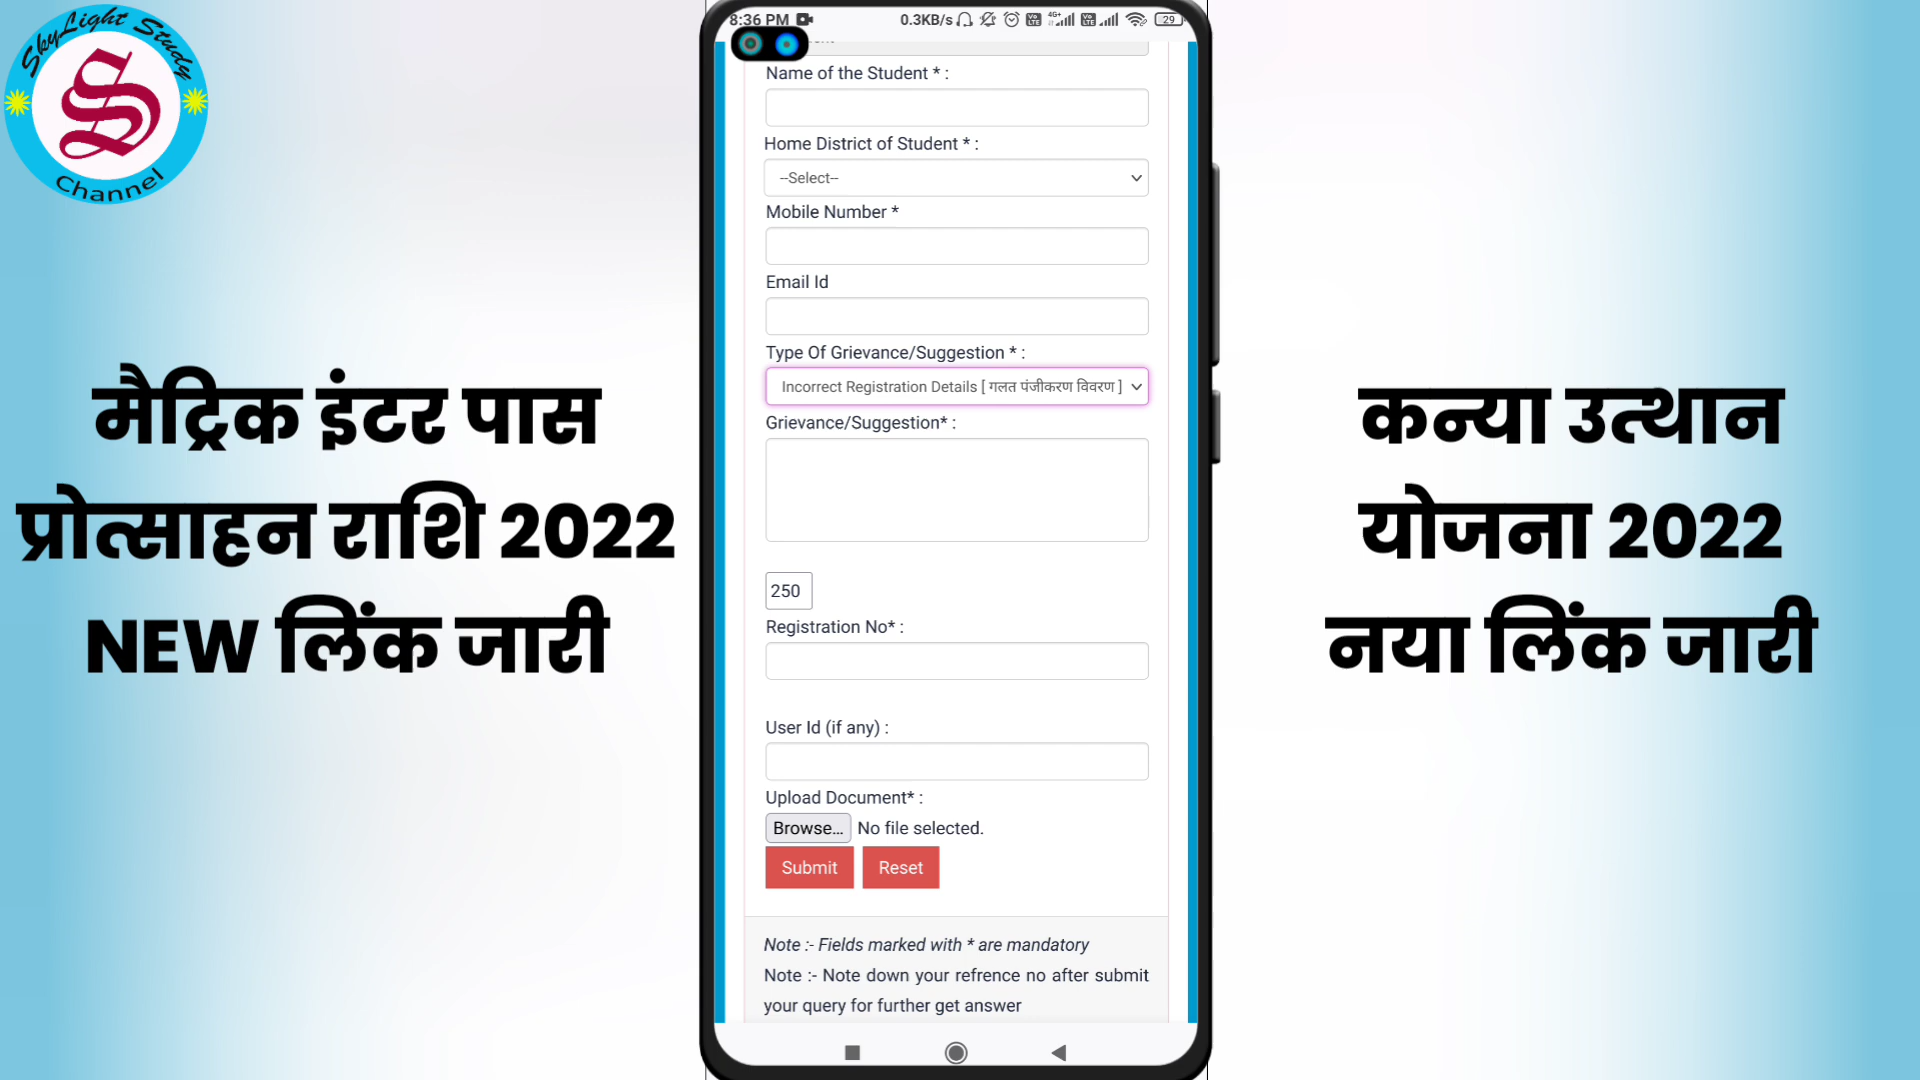 SkyLight Study
Channel
मैट्रिक इंटर पास
प्रोत्साहन राशि 2022
NEW लिंक जारी
8:36 PM
0.3KB/s
4G+
Vo LTE
29
Name of the Student * :
Home District of Student * :
--Select--
Mobile Number *
Email Id
Type Of Grievance/Suggestion * :
Incorrect Registration Details [ गलत पंजीकरण विवरण ]
Grievance/Suggestion* :
250
Registration No* :
User Id (if any) :
Upload Document* :
Browse... No file selected.
Submit Reset
Note :- Fields marked with * are mandatory
Note :- Note down your refrence no after submit
your query for further get answer
कन्या उत्थान
योजना 2022
नया लिंक जारी